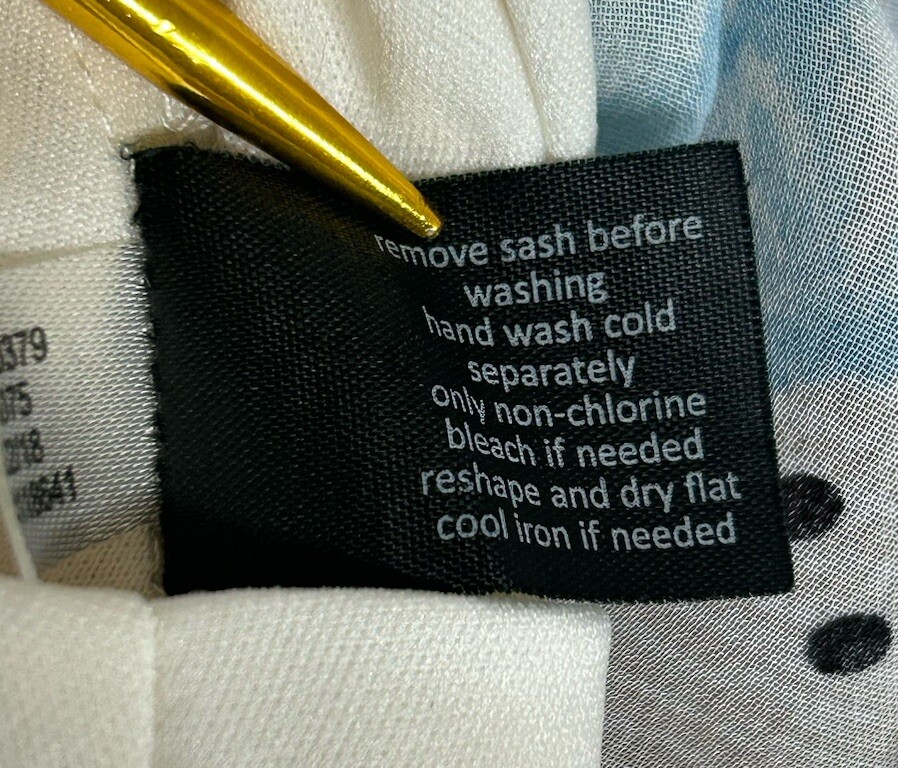 remove sash before
washing
hand wash cold
separately
only non-chlorine
bleach if needed
reshape and dry flat
cool iron if needed
379